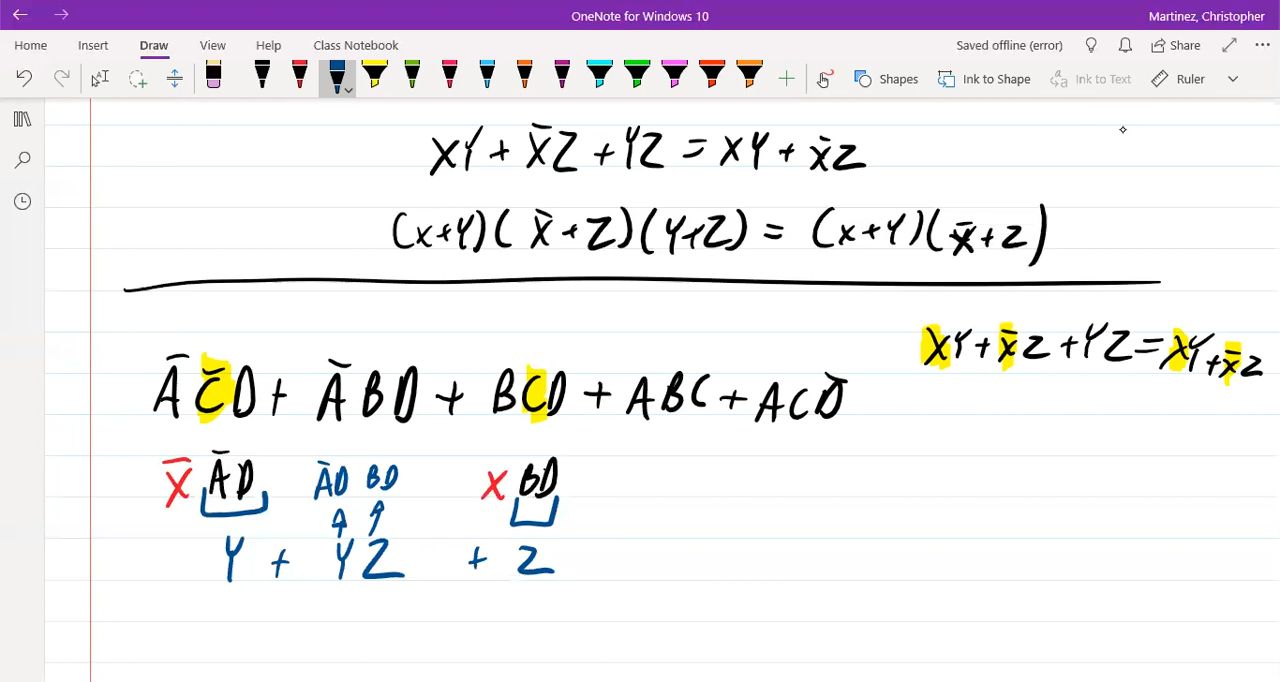 OneNote for Windows 10
Martinez, Christopher
Home Insert Draw View Help Class Notebook
Saved offline (error) Share
Shapes Ink to Shape Ink to Text Ruler
XY + X̄Z + YZ = XY + X̄Z
(X+Y)(X̄+Z)(Y+Z) = (X+Y)(X̄+Z)
XY + X̄Z + YZ = XY + X̄Z
ĀC̄D + ĀBD + BCD + ABC + ACD̄
X̄ ĀD ĀD BD X BD
Y + YZ + Z